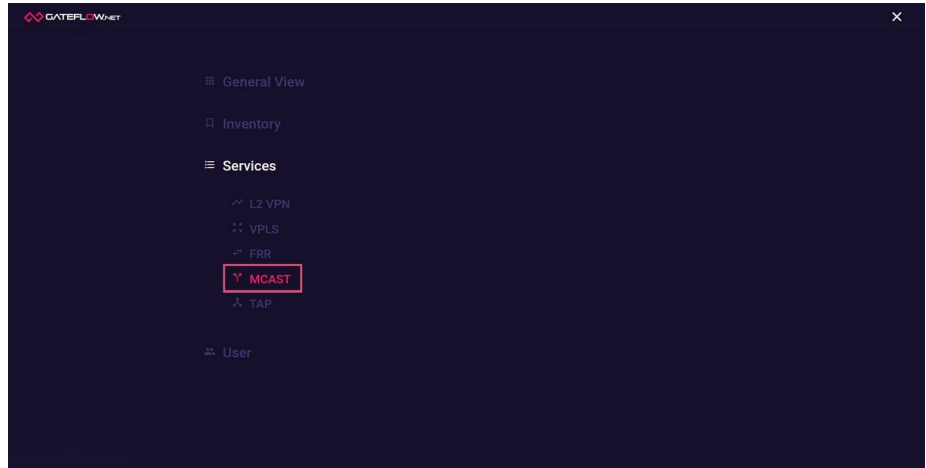 GATEFLOW.NET
General View
Inventory
Services
L2 VPN
VPLS
FRR
MCAST
TAP
User